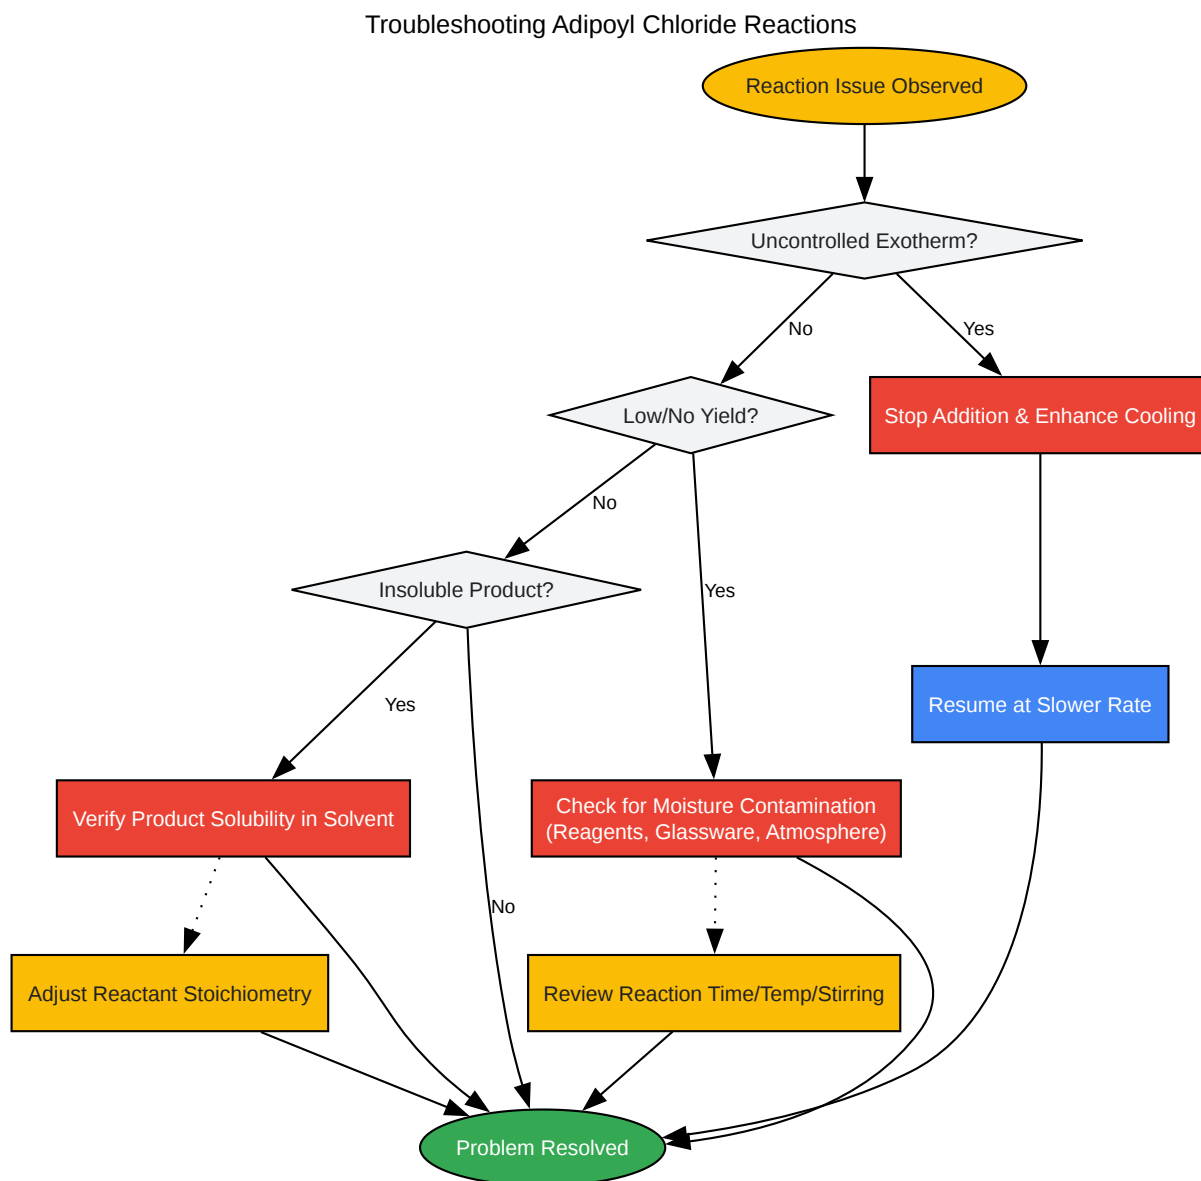 Troubleshooting Adipoyl Chloride Reactions
Reaction Issue Observed
Uncontrolled Exotherm?
No
Yes
Low/No Yield?
Stop Addition & Enhance Cooling
No
Insoluble Product?
Yes
Yes
Resume at Slower Rate
Verify Product Solubility in Solvent
Check for Moisture Contamination
(Reagents, Glassware, Atmosphere)
No
Adjust Reactant Stoichiometry
Review Reaction Time/Temp/Stirring
Problem Resolved